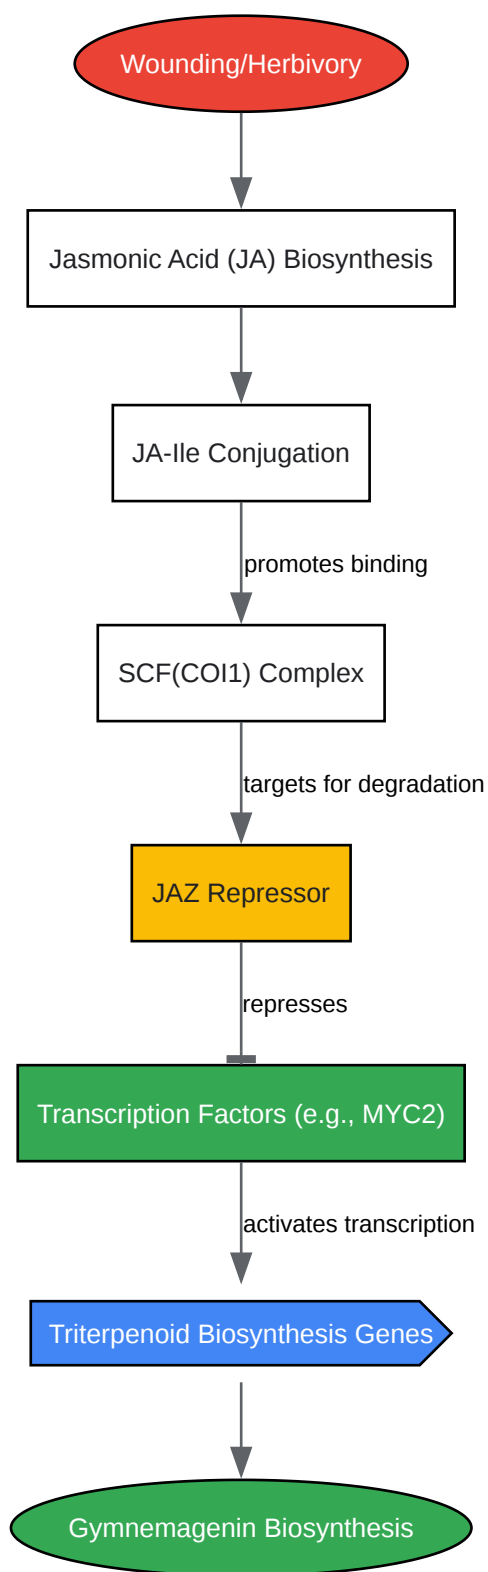 Wounding/Herbivory
Jasmonic Acid (JA) Biosynthesis
JA-Ile Conjugation
promotes binding
SCF(COI1) Complex
targets for degradation
JAZ Repressor
represses
Transcription Factors (e.g., MYC2)
activates transcription
Triterpenoid Biosynthesis Genes
Gymnemagenin Biosynthesis